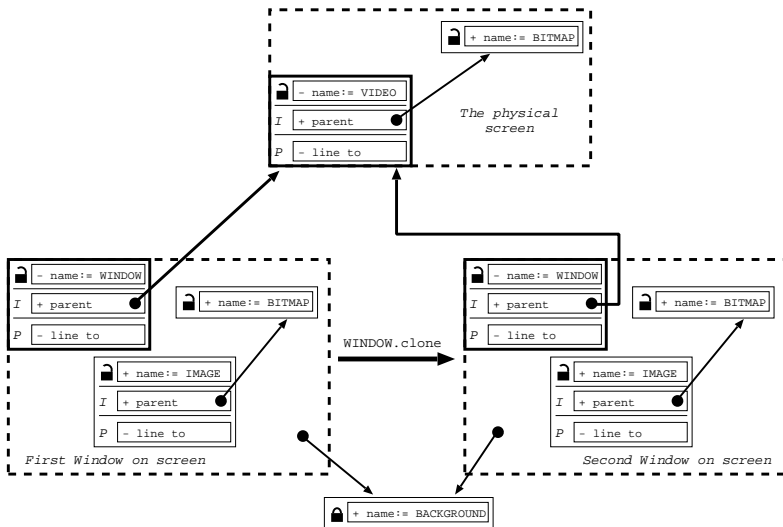 + name:= BITMAP
- name:= VIDEO
I + parent
P - line to
The physical
screen
- name:= WINDOW
I + parent
P - line to
+ name:= BITMAP
+ name:= IMAGE
I + parent
P - line to
First Window on screen
WINDOW.clone
- name:= WINDOW
I + parent
P - line to
+ name:= BITMAP
+ name:= IMAGE
I + parent
P - line to
Second Window on screen
+ name:= BACKGROUND